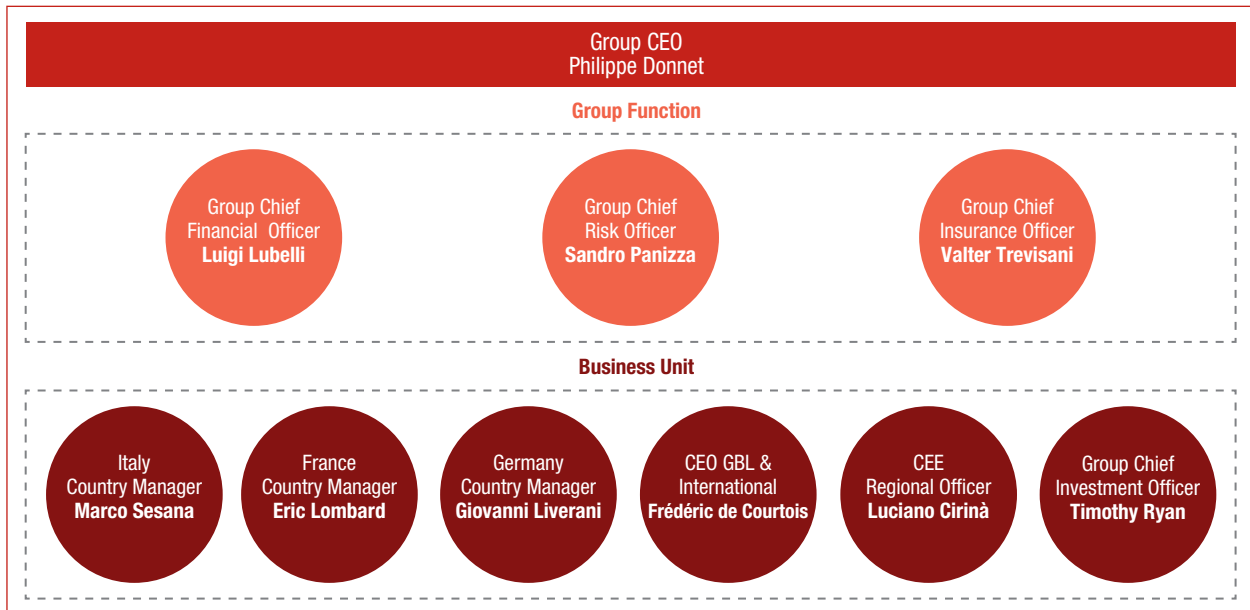 Group CEO
Philippe Donnet
Group Function
Group Chief
Financial Officer
Luigi Lubelli
Group Chief
Risk Officer
Sandro Panizza
Group Chief
Insurance Officer
Valter Trevisani
Business Unit
Italy
Country Manager
Marco Sesana
France
Country Manager
Eric Lombard
Germany
Country Manager
Giovanni Liverani
CEO GBL &
International
Frédéric de Courtois
CEE
Regional Officer
Luciano Cirinà
Group Chief
Investment Officer
Timothy Ryan